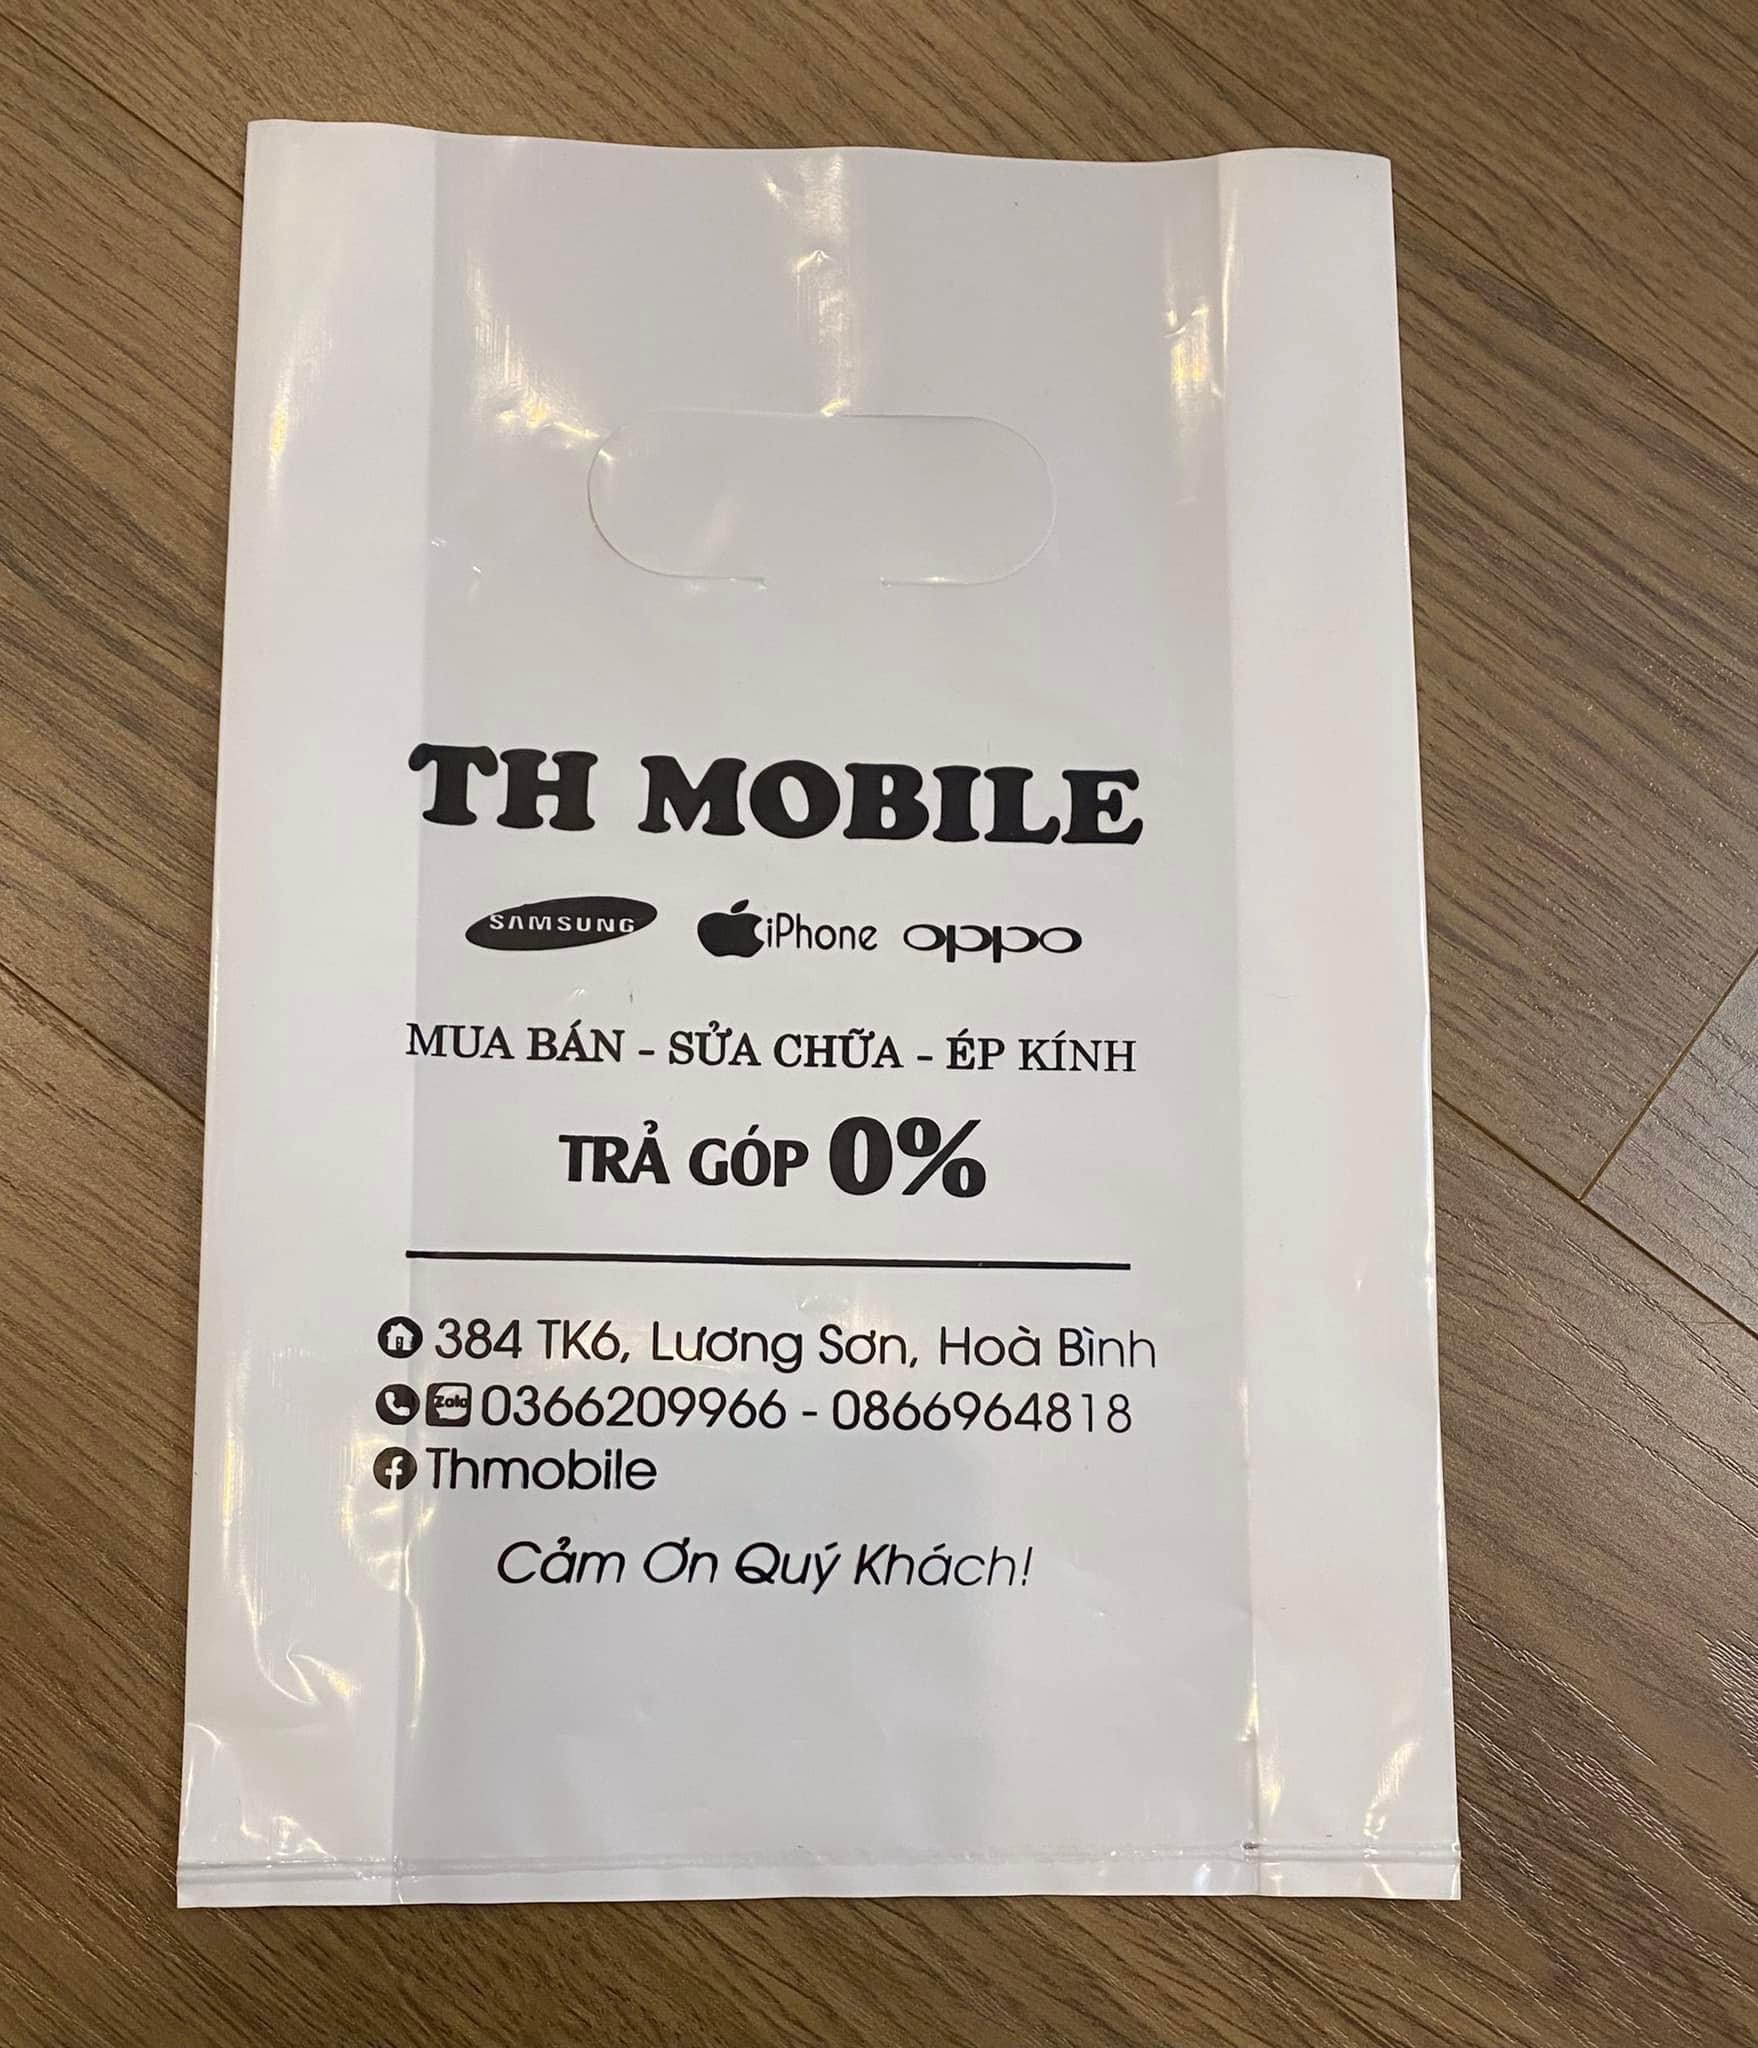 TH MOBILE
SAMSUNG iPhone oppo
MUA BÁN - SỬA CHỮA - ÉP KÍNH
TRẢ GÓP 0%
384 TK6, Lương Sơn, Hoà Bình
Zalo 0366209966 - 0866964818
Thmobile
Cảm Ơn Quý Khách!